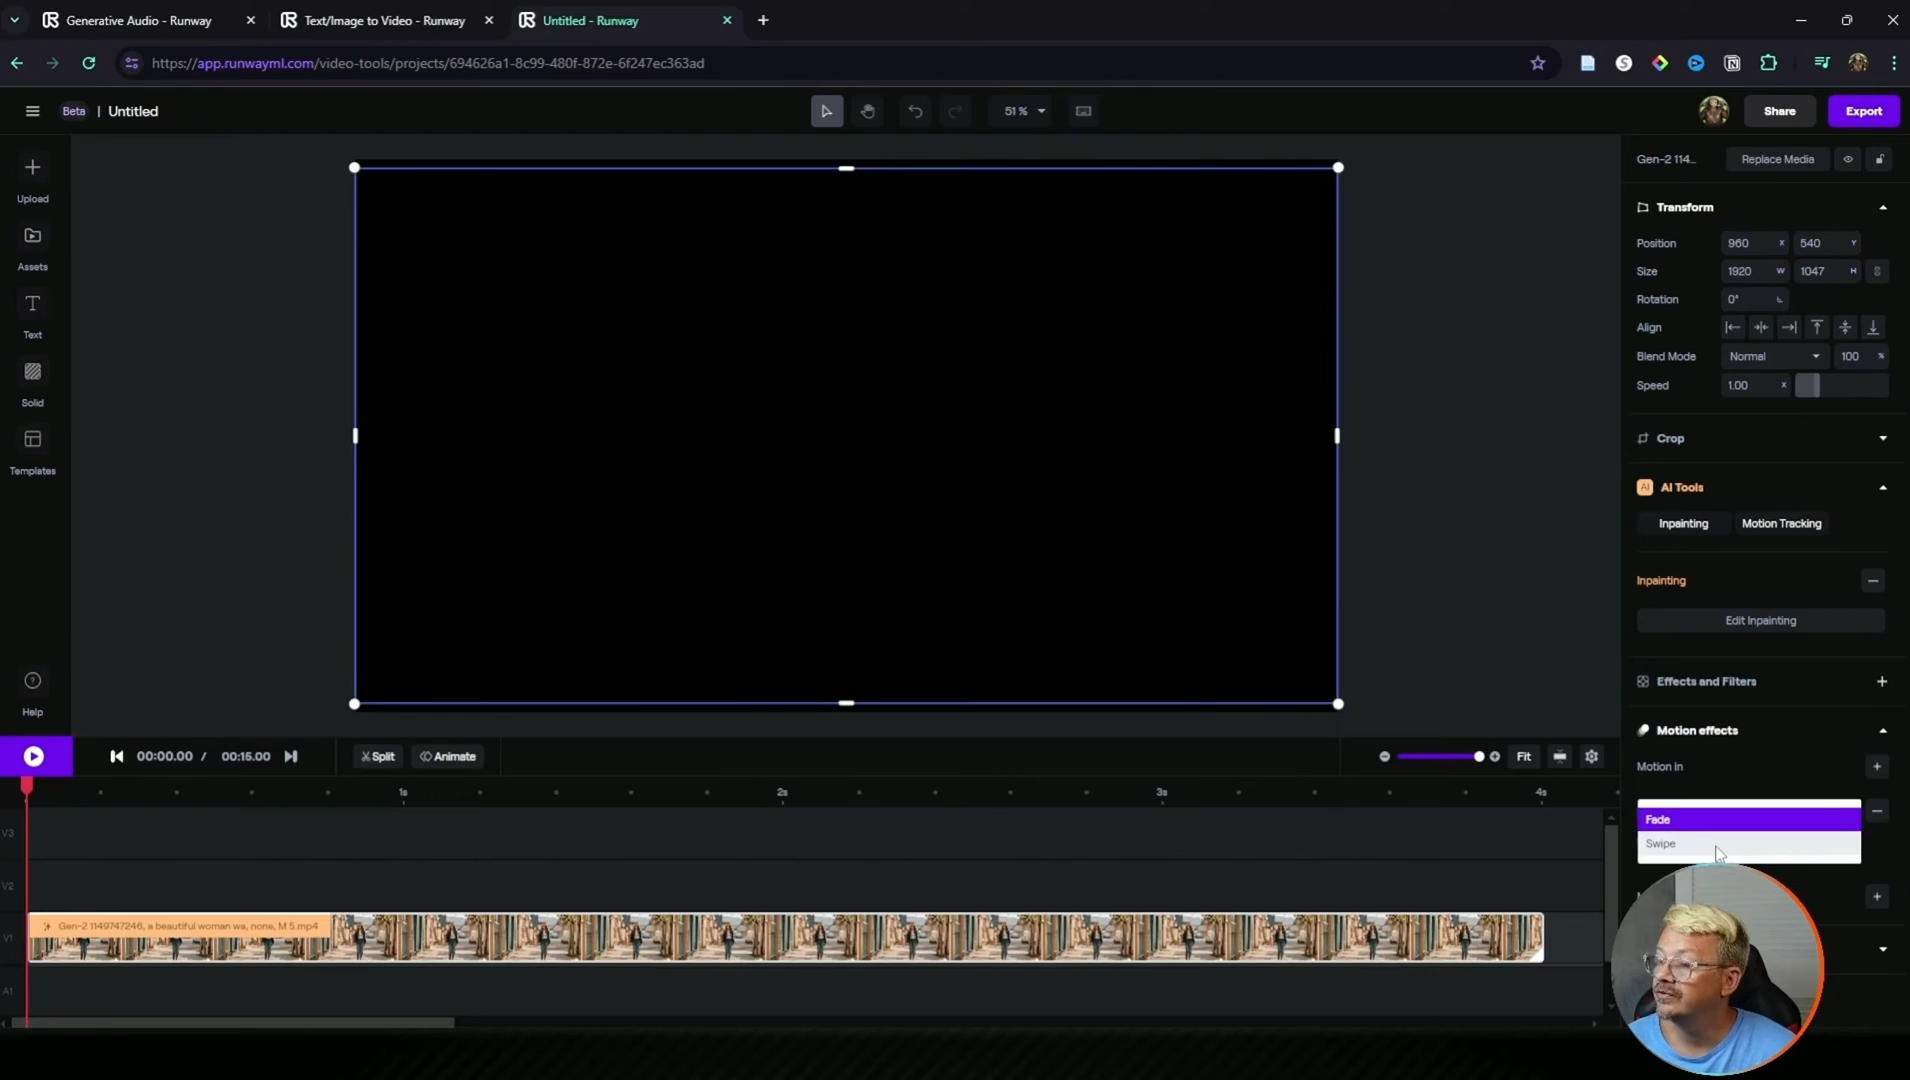 Generative Audio - Runway
Text/Image to Video - Runway
Untitled - Runway
https://app.runwayml.com/video-tools/projects/694626a1-8c99-480f-872e-6f247ec363ad
Beta | Untitled
51 %
Share
Export
Upload
Assets
Text
Solid
Templates
Help
Gen-2 114...
Replace Media
Transform
Position 960 X 540 Y
Size 1920 W 1047 H
Rotation 0°
Align
Blend Mode Normal 100 %
Speed 1.00 x
Crop
AI AI Tools
Inpainting Motion Tracking
Inpainting
Edit Inpainting
Effects and Filters
Motion effects
Motion in
Fade
Swipe
00:00.00 / 00:15.00
Split
Animate
Fit
1s 2s 3s 4s
V3
V2
V1
Gen-2 1149747246, a beautiful woman wa, none, M 5.mp4
A1